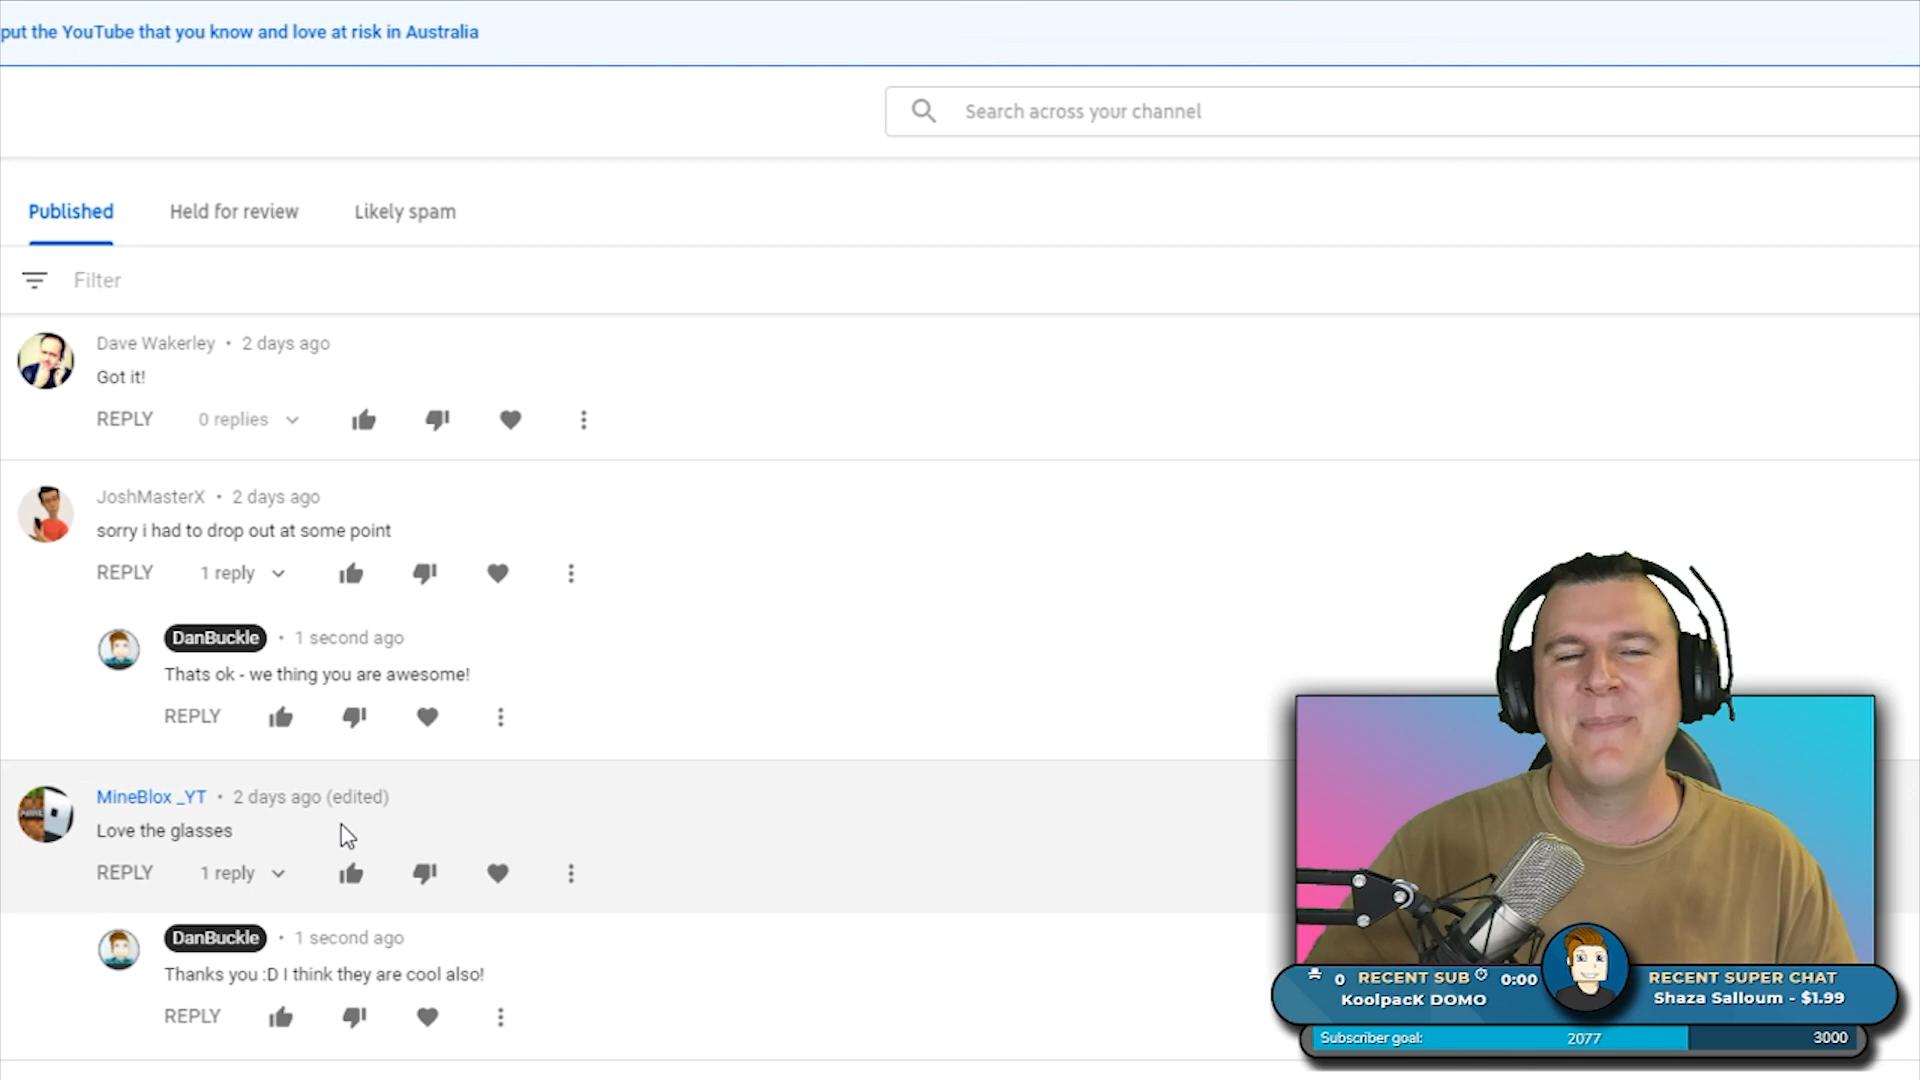 put the YouTube that you know and love at risk in Australia
Search across your channel
Published Held for review Likely spam
Filter
Dave Wakerley • 2 days ago
Got it!
REPLY 0 replies
JoshMasterX • 2 days ago
sorry i had to drop out at some point
REPLY 1 reply
DanBuckle • 1 second ago
Thats ok - we thing you are awesome!
REPLY
MineBlox _YT • 2 days ago (edited)
Love the glasses
REPLY 1 reply
DanBuckle • 1 second ago
Thanks you :D I think they are cool also!
REPLY
0 RECENT SUB 0:00
KoolpacK DOMO
RECENT SUPER CHAT
Shaza Salloum - $1.99
Subscriber goal: 2077 3000